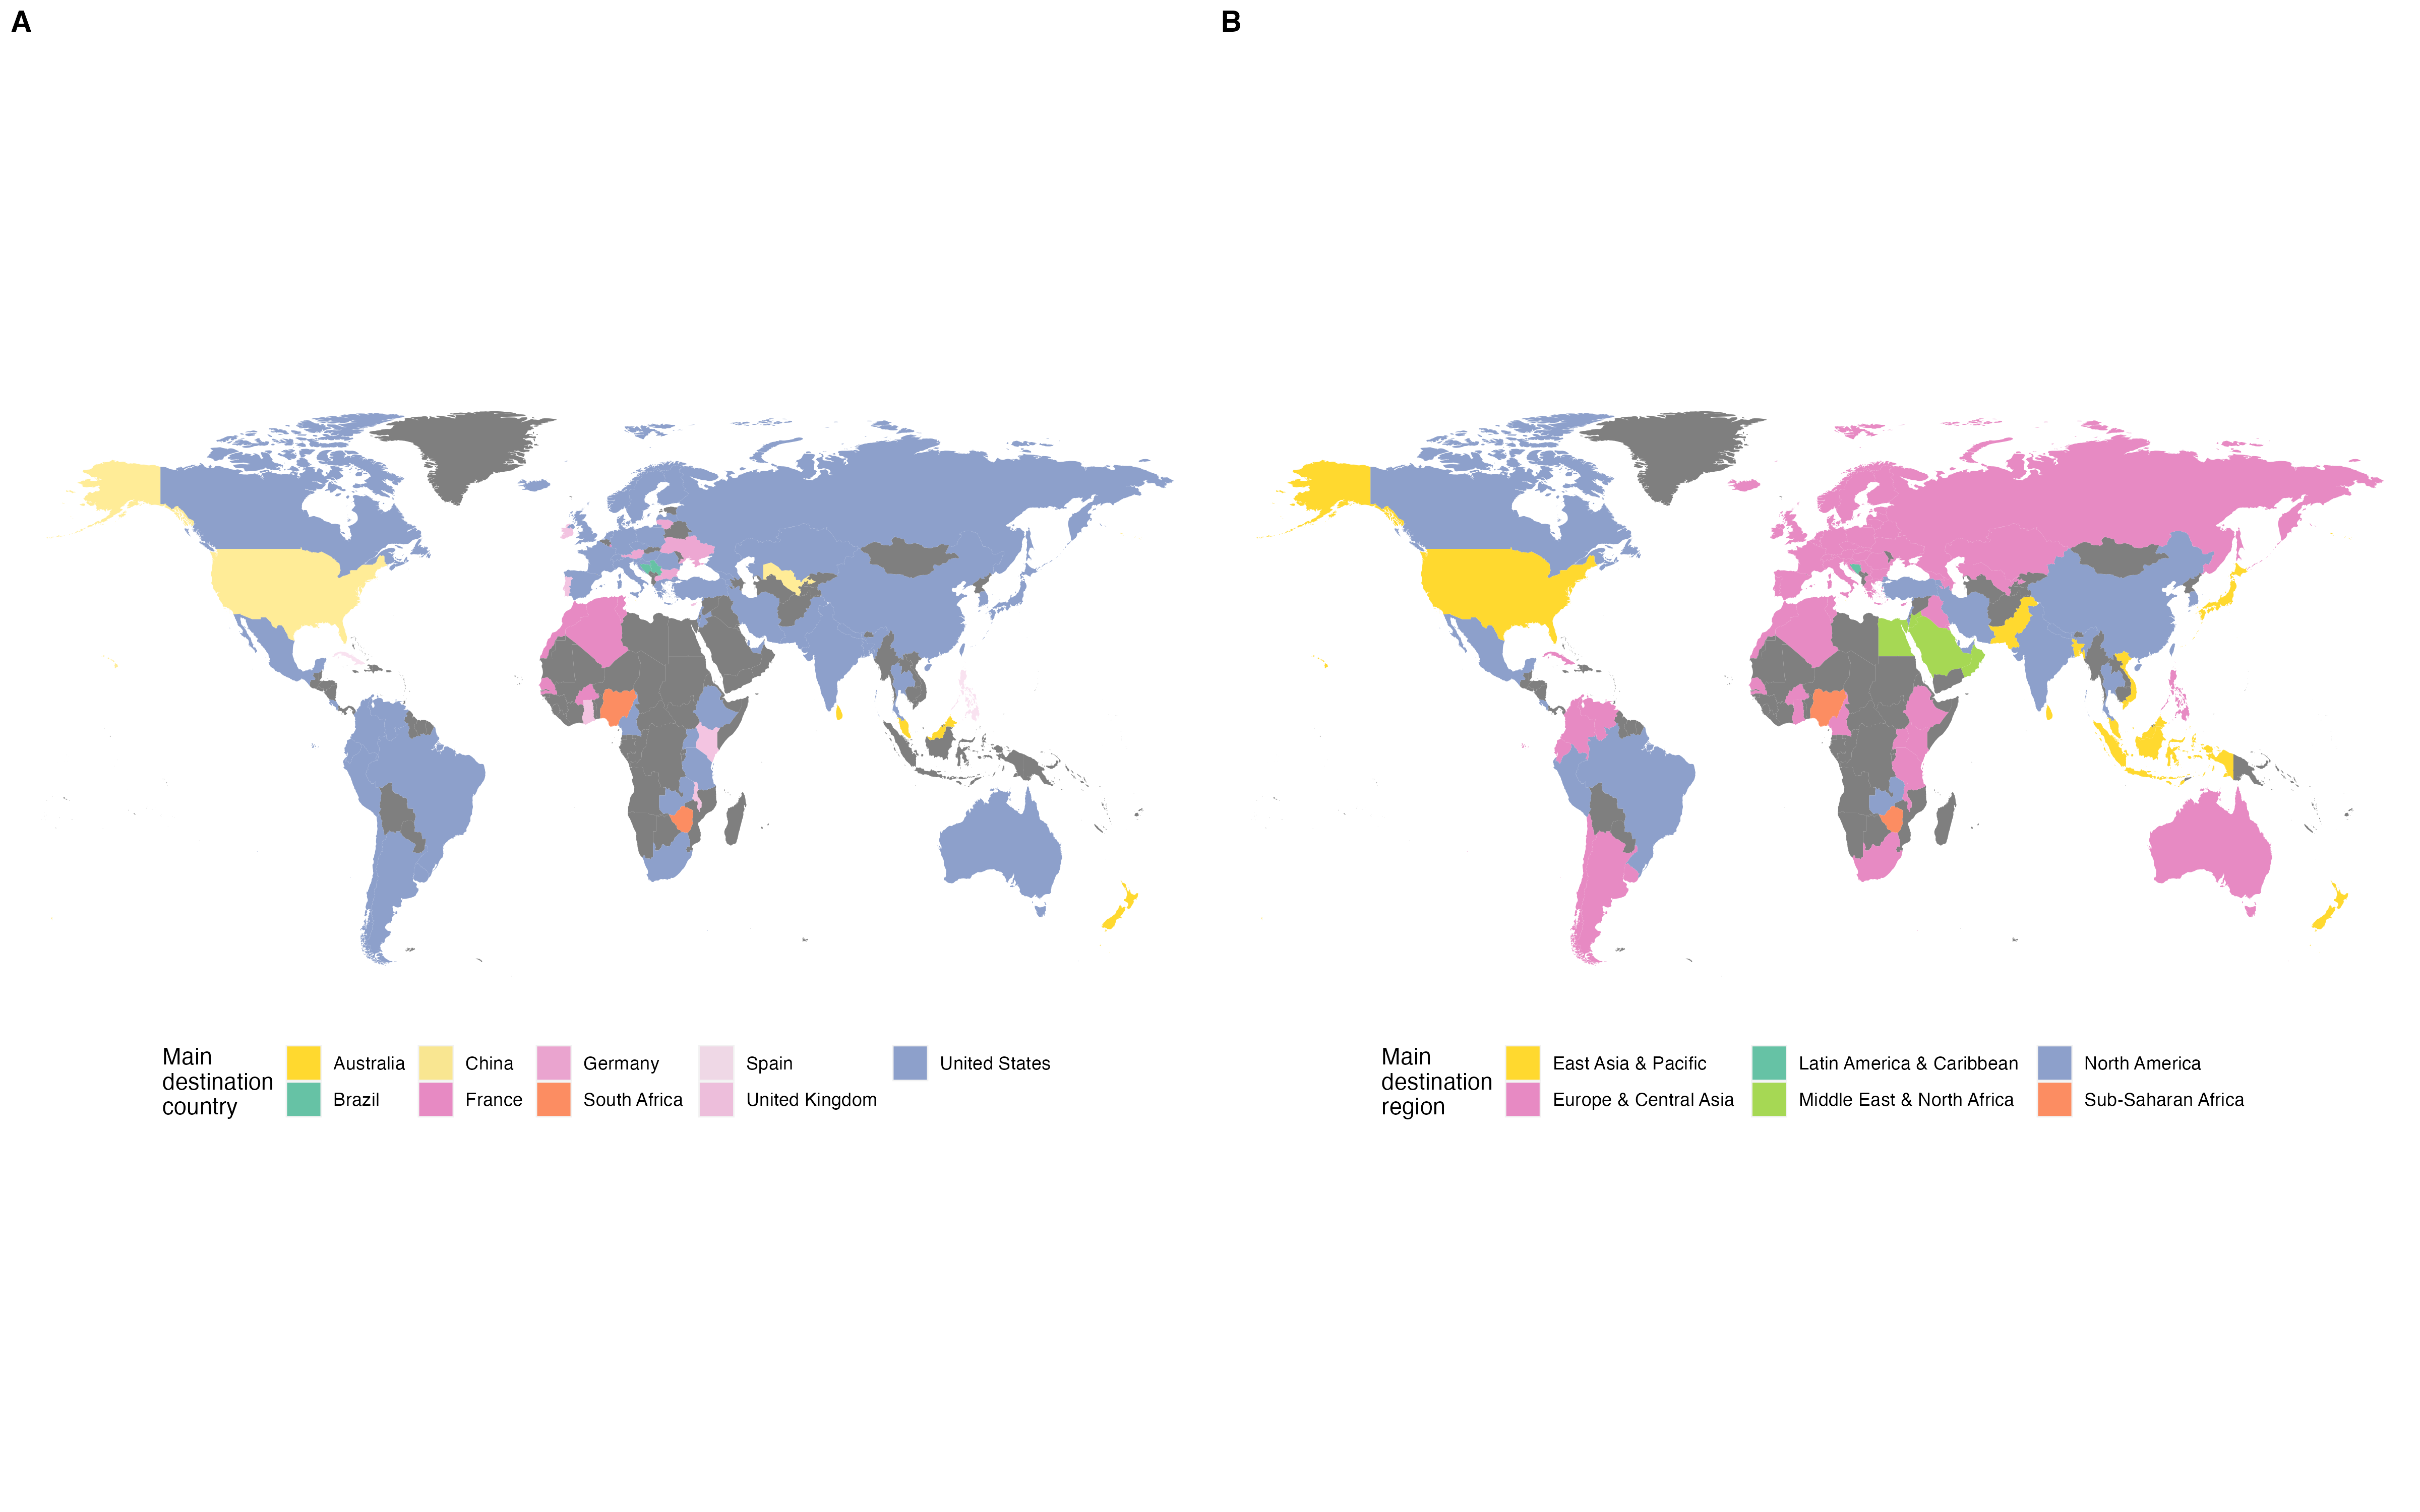 A
B
Main
destination
country
Australia
China
Germany
Spain
United States
Brazil
France
South Africa
United Kingdom
Main
destination
region
East Asia & Pacific
Latin America & Caribbean
North America
Europe & Central Asia
Middle East & North Africa
Sub-Saharan Africa